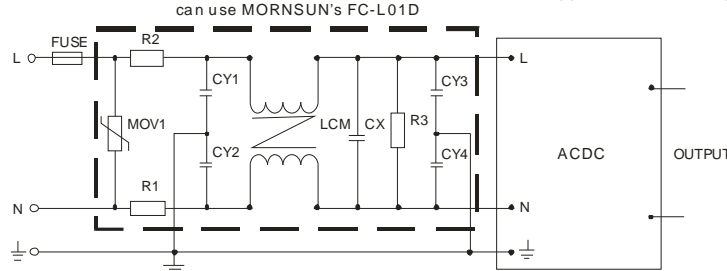 can use MORNSUN's FC-L01D
FUSE
R2
L
L
CY1
CY3
MOV1
LCM
CX
R3
CY2
CY4
ACDC
OUTPUT
R1
N
N